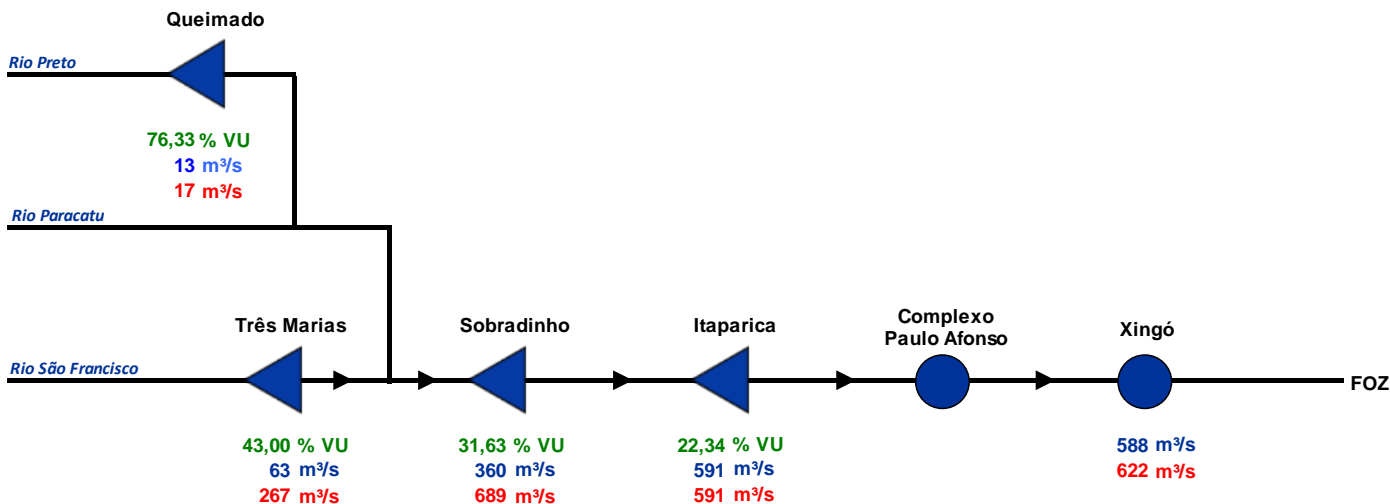 Queimado
Rio Preto
76,33 % VU
13 m³/s
17 m³/s
Rio Paracatu
Três Marias
Sobradinho
Itaparica
Complexo
Paulo Afonso
Xingó
Rio São Francisco
FOZ
43,00 % VU
63 m³/s
267 m³/s
31,63 % VU
360 m³/s
689 m³/s
22,34 % VU
591 m³/s
591 m³/s
588 m³/s
622 m³/s